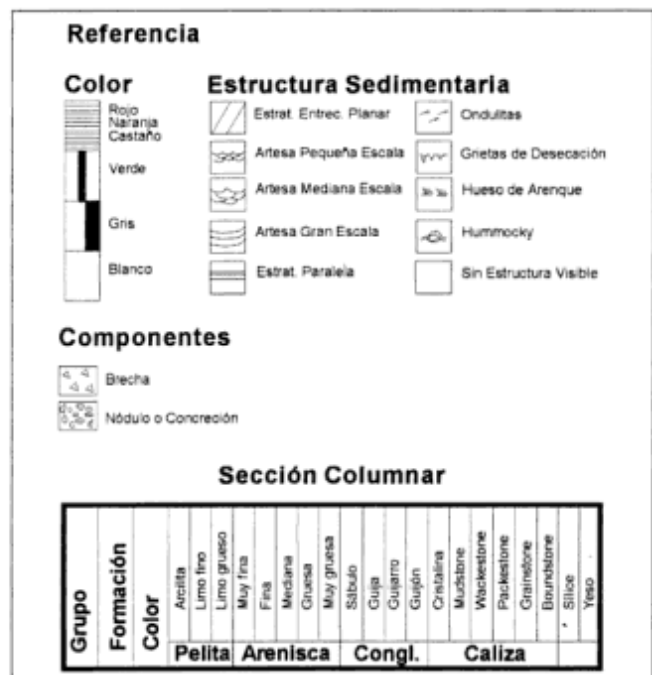 Referencia
Color
Rojo
Naranja
Castaño
Verde
Gris
Blanco
Estructura Sedimentaria
Estrat. Entrec. Planar
Artesa Pequeña Escala
Artesa Mediana Escala
Artesa Gran Escala
Estrat. Paralela
Ondulitas
Grietas de Desecación
Hueso de Arenque
Hummocky
Sin Estructura Visible
Componentes
Brecha
Nódulo o Concreción
Sección Columnar
Grupo
Formación
Color
Arcilita
Limo fino
Limo grueso
Muy fina
Fina
Mediana
Gruesa
Muy gruesa
Sábulo
Guija
Guijarro
Guijón
Cristalina
Mudstone
Wackestone
Packestone
Grainstone
Boundstone
Sílice
Yeso
Pelita
Arenisca
Congl.
Caliza